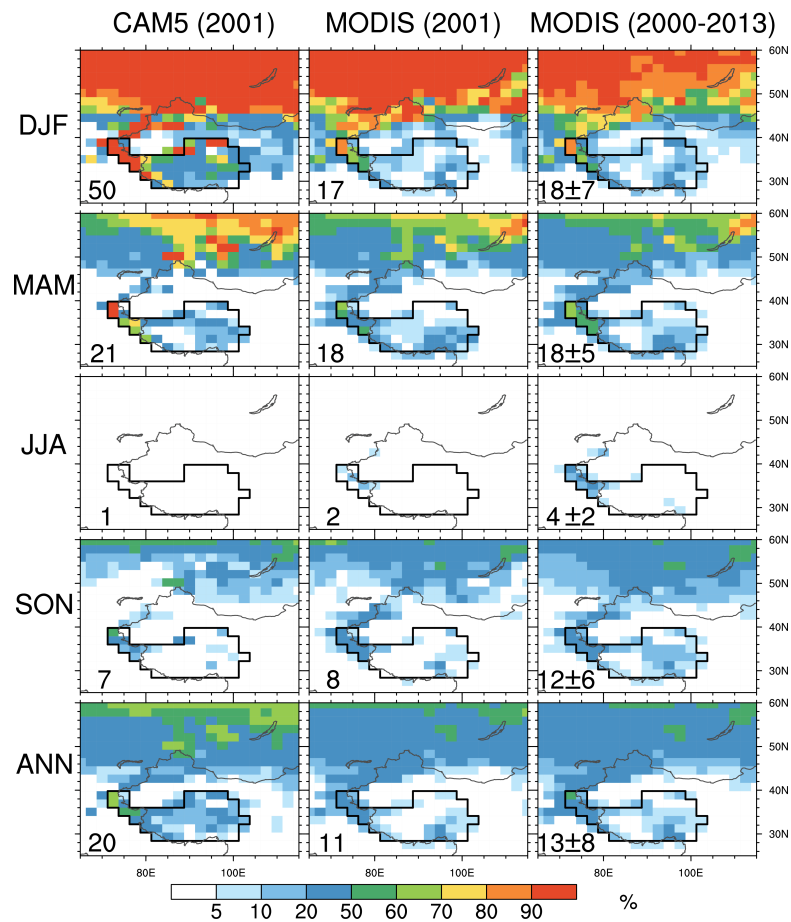 CAM5 (2001) MODIS (2001) MODIS (2000-2013)
60N
50N
DJF
40N
30N
50 17 18±7
60N
50N
MAM
40N
30N
21 18 18±5
60N
50N
JJA
40N
30N
1 2 4±2
60N
50N
SON
40N
30N
7 8 12±6
60N
50N
ANN
40N
30N
20 11 13±8
80E 100E 80E 100E 80E 100E
5 10 20 50 60 70 80 90 %